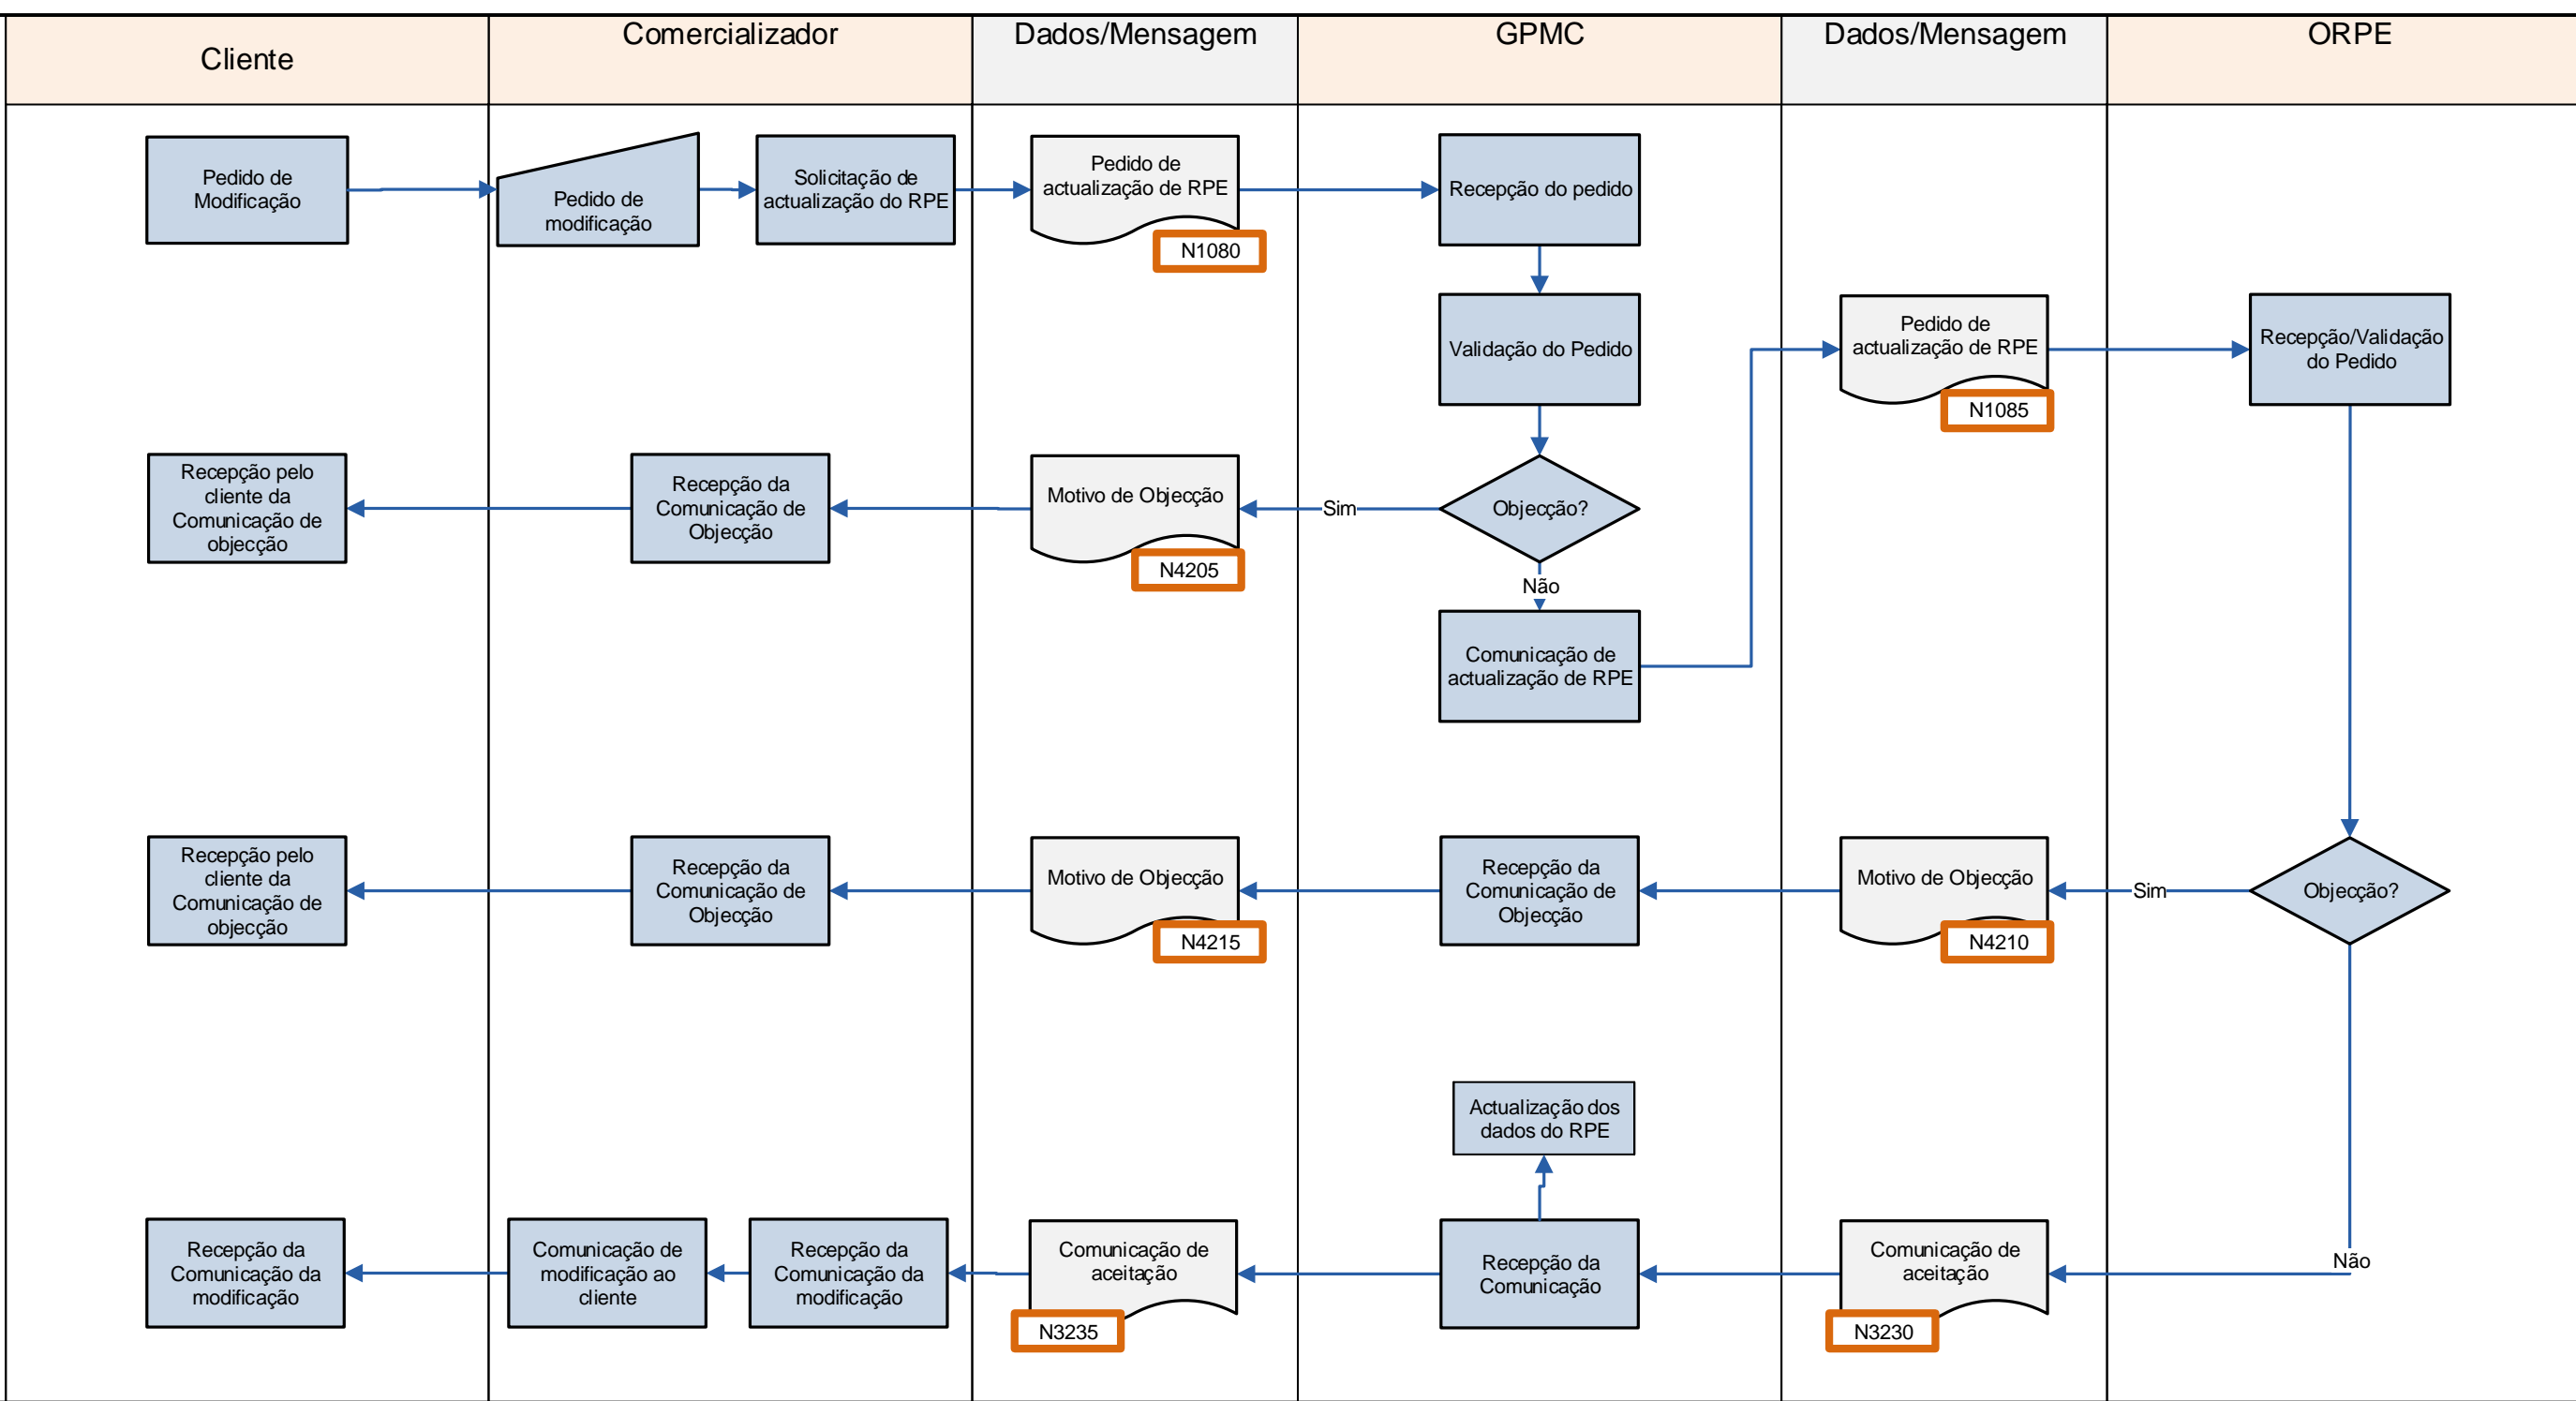 Cliente
Comercializador
Dados/Mensagem
GPMC
Dados/Mensagem
ORPE
Pedido de
Modificação
Pedido de
modificação
Solicitação de
actualização do RPE
Pedido de
actualização de RPE
N1080
Recepção do pedido
Validação do Pedido
Pedido de
actualização de RPE
N1085
Recepção/Validação
do Pedido
Recepção pelo
cliente da
Comunicação de
objecção
Recepção da
Comunicação de
Objecção
Motivo de Objecção
N4205
Sim
Objecção?
Não
Comunicação de
actualização de RPE
Recepção pelo
cliente da
Comunicação de
objecção
Recepção da
Comunicação de
Objecção
Motivo de Objecção
N4215
Recepção da
Comunicação de
Objecção
Motivo de Objecção
N4210
Sim
Objecção?
Actualização dos
dados do RPE
Recepção da
Comunicação da
modificação
Comunicação de
modificação ao
cliente
Recepção da
Comunicação da
modificação
Comunicação de
aceitação
N3235
Recepção da
Comunicação
Comunicação de
aceitação
N3230
Não